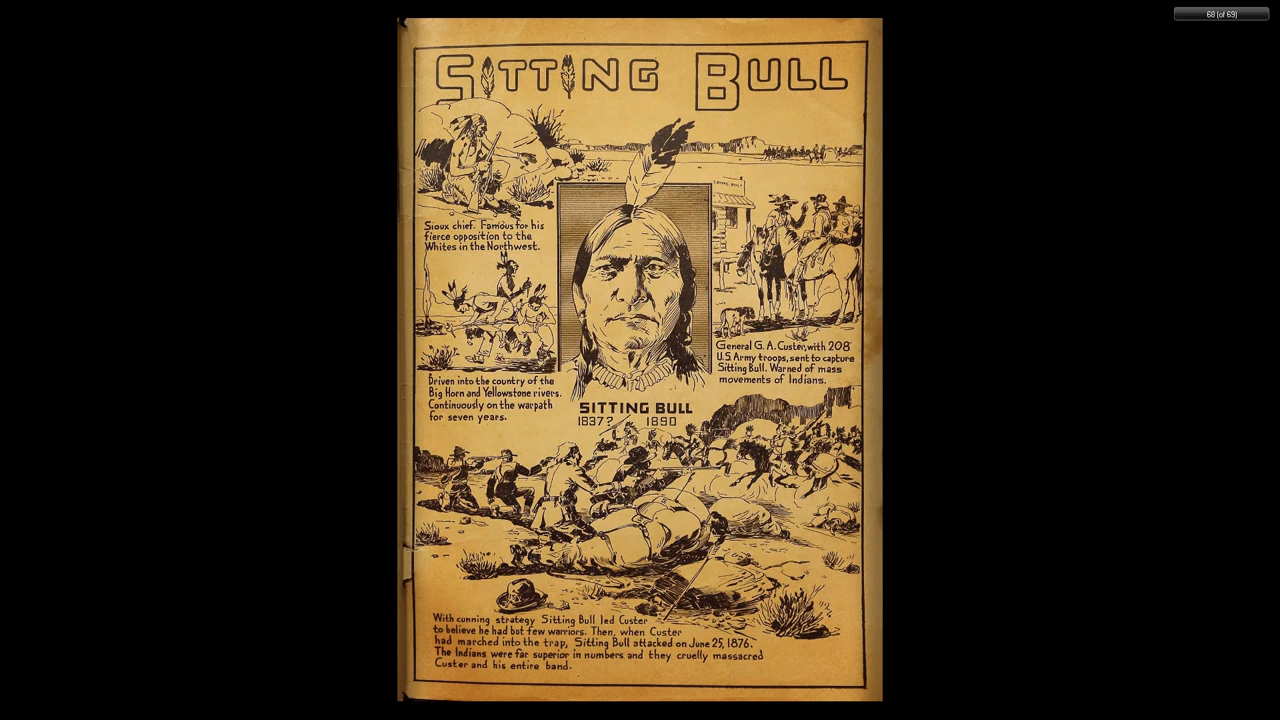 68 (of 69)
SITTING BULL
Sioux chief. Famous for his
fierce opposition to the
Whites in the Northwest.
SITTING BULL
General G. A. Custer, with 208
U.S. Army troops, sent to capture
Sitting Bull. Warned of mass
movements of Indians.
Driven into the country of the
Big Horn and Yellowstone rivers.
Continuously on the warpath
for seven years.
SITTING BULL
1837? 1890
With cunning strategy Sitting Bull led Custer
to believe he had but few warriors. Then, when Custer
had marched into the trap, Sitting Bull attacked on June 25, 1876.
The Indians were far superior in numbers and they cruelly massacred
Custer and his entire band.